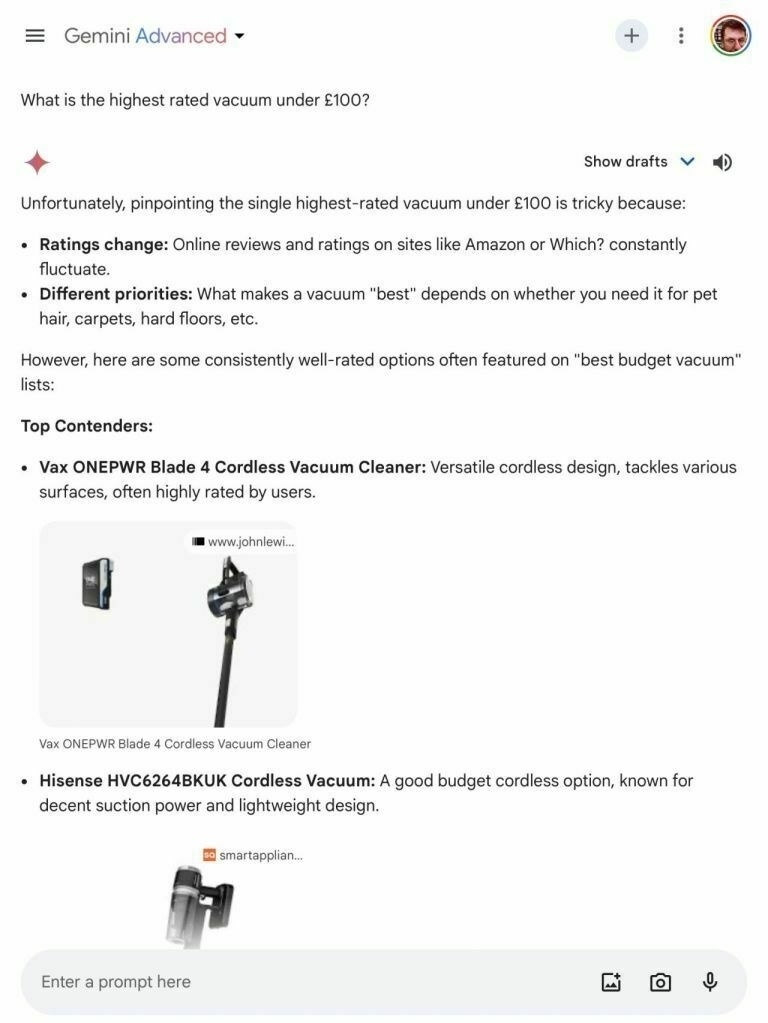 Gemini Advanced
What is the highest rated vacuum under £100?
Show drafts
Unfortunately, pinpointing the single highest-rated vacuum under £100 is tricky because:
• Ratings change: Online reviews and ratings on sites like Amazon or Which? constantly
fluctuate.
• Different priorities: What makes a vacuum "best" depends on whether you need it for pet
hair, carpets, hard floors, etc.
However, here are some consistently well-rated options often featured on "best budget vacuum"
lists:
Top Contenders:
• Vax ONEPWR Blade 4 Cordless Vacuum Cleaner: Versatile cordless design, tackles various
surfaces, often highly rated by users.
www.johnlewi...
Vax ONEPWR Blade 4 Cordless Vacuum Cleaner
• Hisense HVC6264BKUK Cordless Vacuum: A good budget cordless option, known for
decent suction power and lightweight design.
smartapplian...
Enter a prompt here